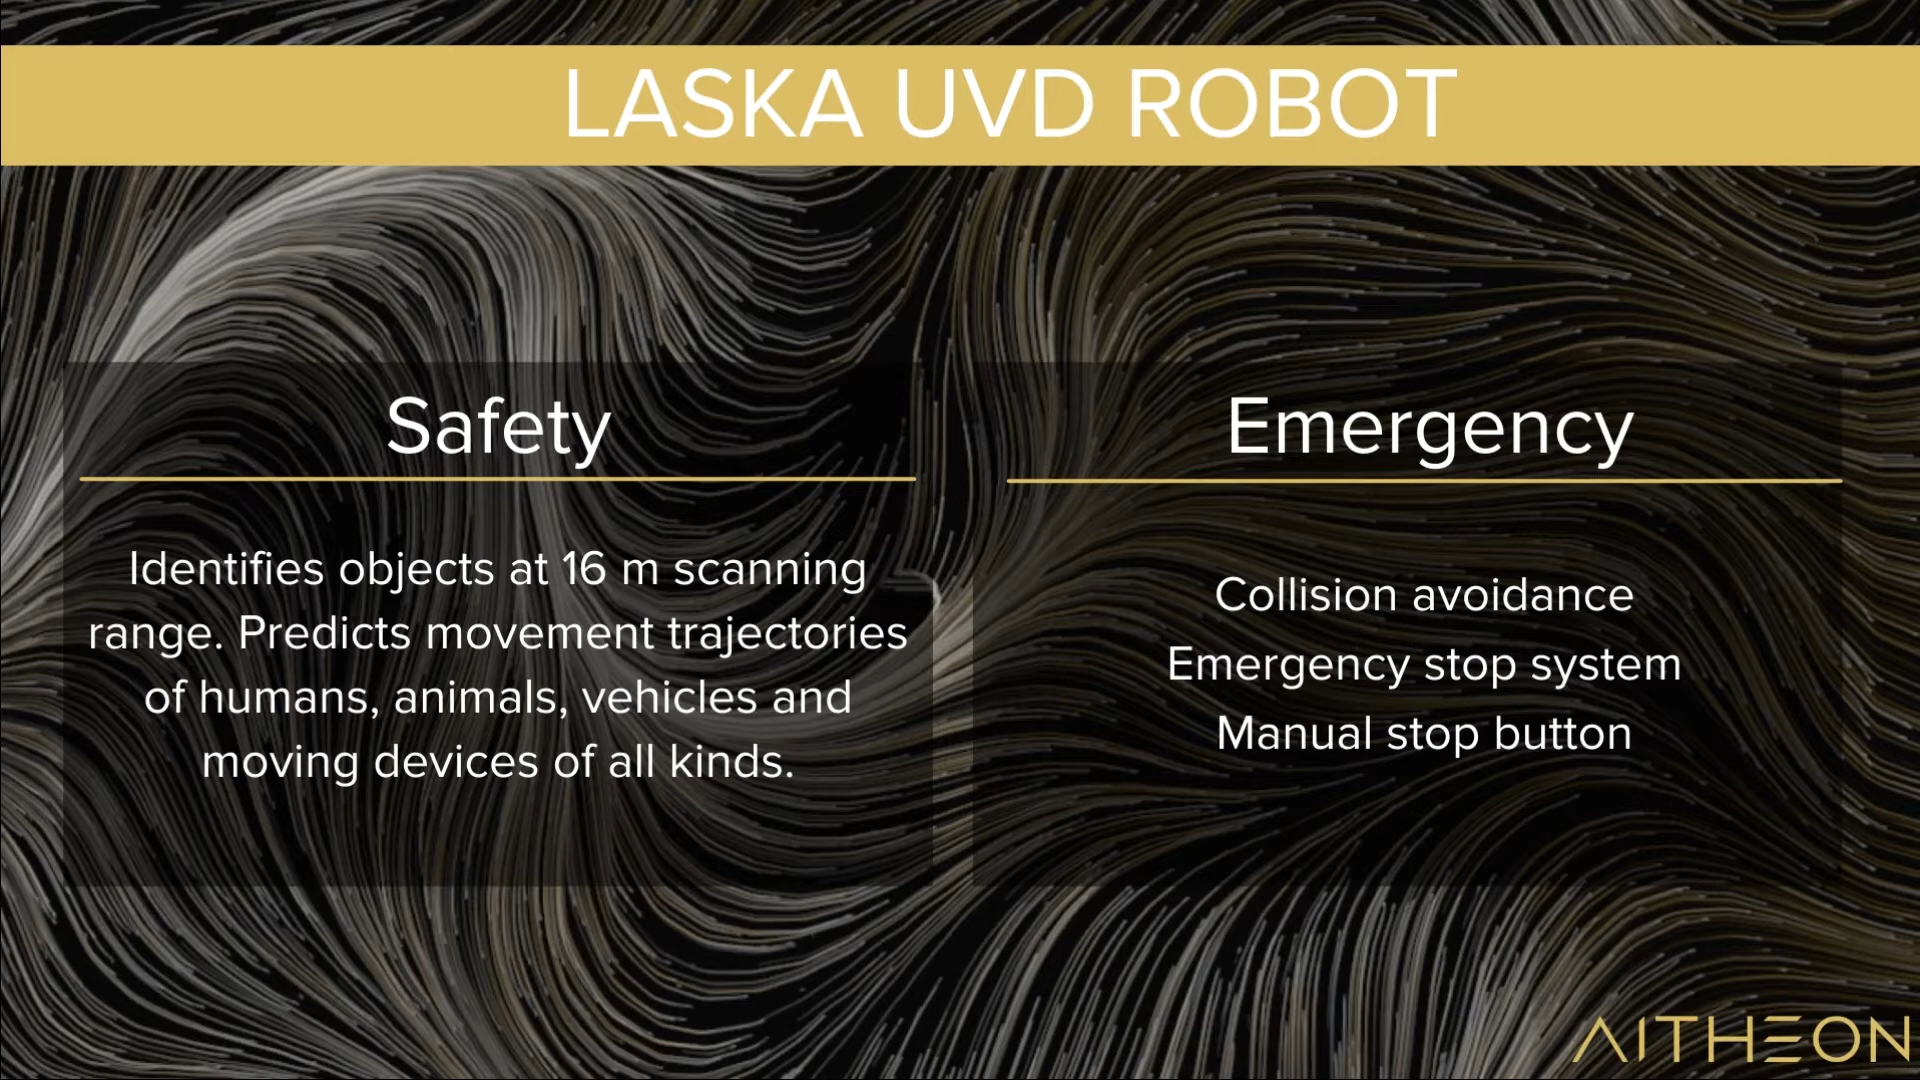 LASKA UVD ROBOT
Safety
Identifies objects at 16 m scanning
range. Predicts movement trajectories
of humans, animals, vehicles and
moving devices of all kinds.
Emergency
Collision avoidance
Emergency stop system
Manual stop button
AITHEON